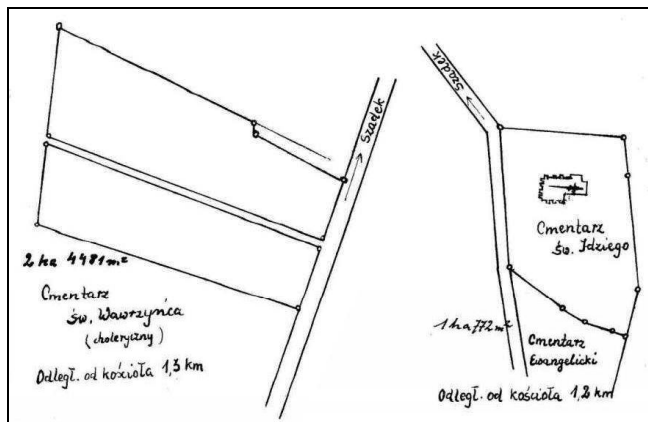 Szadek
2 ha 4481 m²
Cmentarz
św. Wawrzyńca
(choleryczny)
Odległ. od kościoła 1,3 km
Szadek
Cmentarz
św. Idziego
1 ha 772 m²
Cmentarz
Ewangelicki
Odległ. od kościoła 1,2 km